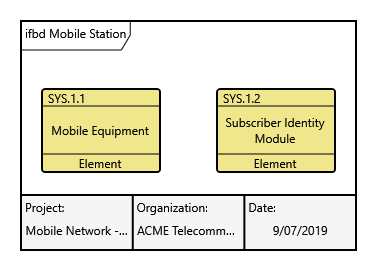 ifbd Mobile Station
SYS.1.1
Mobile Equipment
Element
SYS.1.2
Subscriber Identity
Module
Element
Project:
Mobile Network -...
Organization:
ACME Telecomm...
Date:
9/07/2019